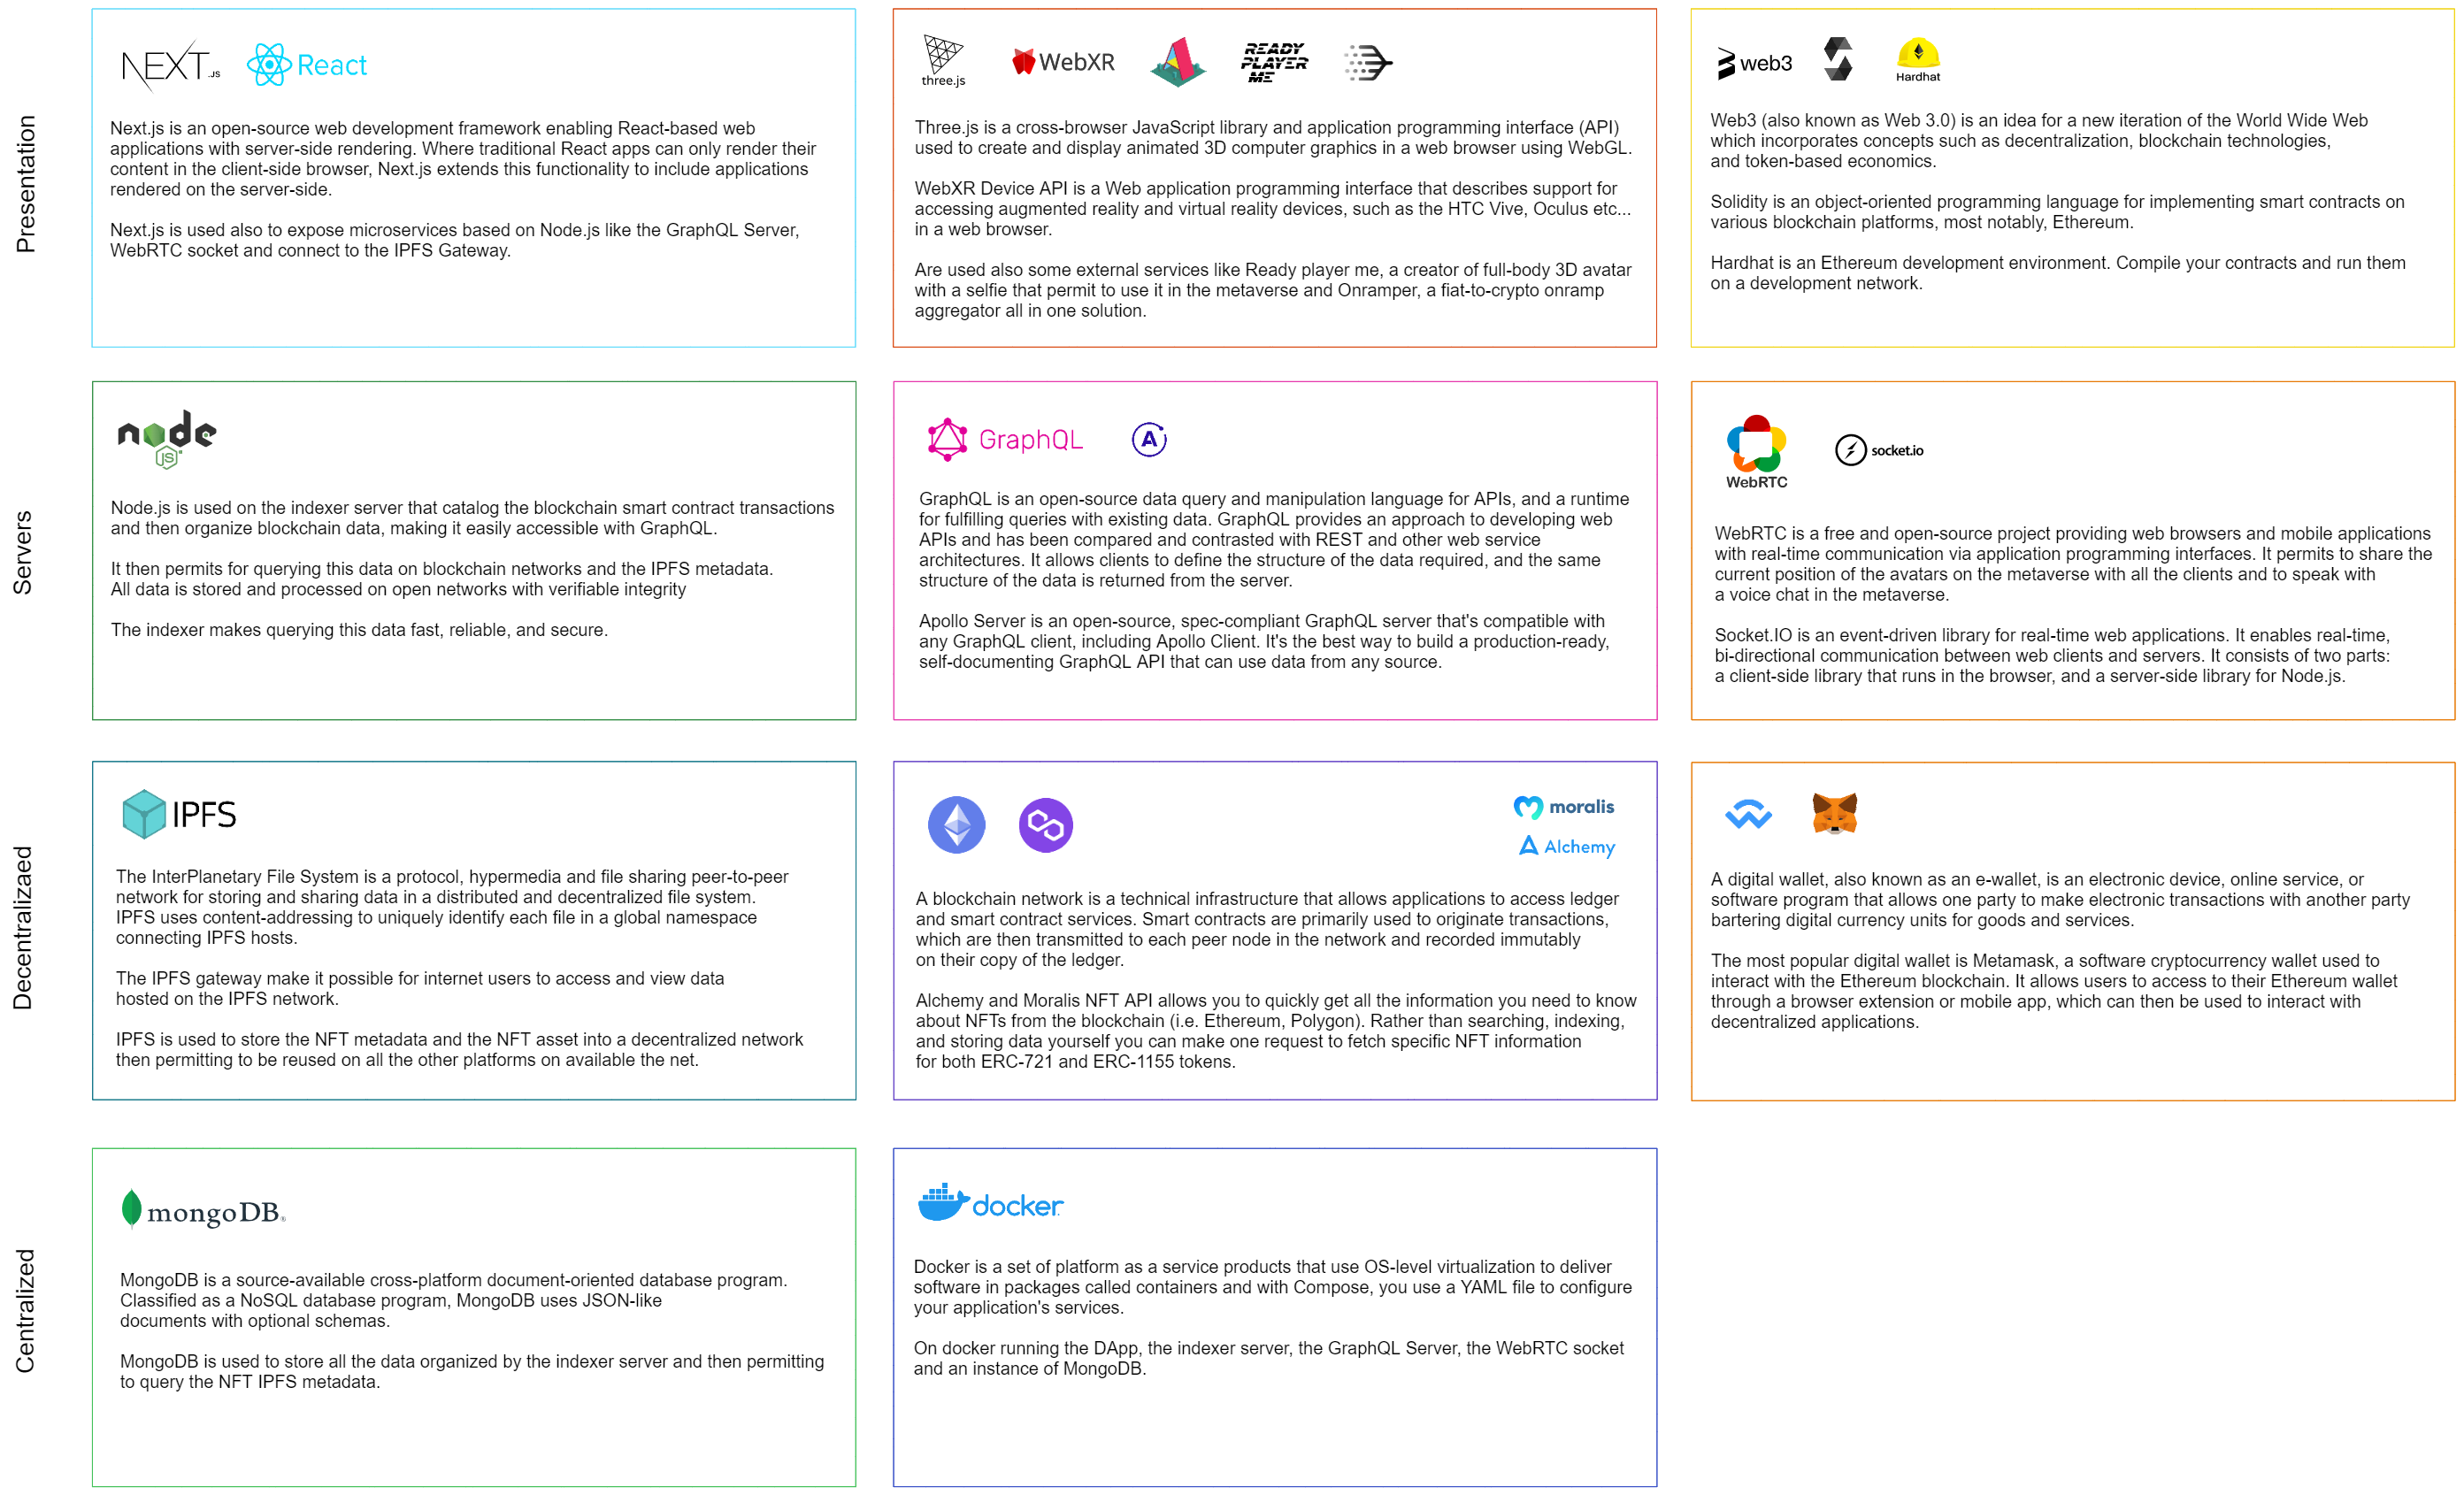 Presentation
NEXT.JS
React
Next.js is an open-source web development framework enabling React-based web
applications with server-side rendering. Where traditional React apps can only render their
content in the client-side browser, Next.js extends this functionality to include applications
rendered on the server-side.
Next.js is used also to expose microservices based on Node.js like the GraphQL Server,
WebRTC socket and connect to the IPFS Gateway.
three.js
WebXR
READY
PLAYER
ME
Three.js is a cross-browser JavaScript library and application programming interface (API)
used to create and display animated 3D computer graphics in a web browser using WebGL.
WebXR Device API is a Web application programming interface that describes support for
accessing augmented reality and virtual reality devices, such as the HTC Vive, Oculus etc...
in a web browser.
Are used also some external services like Ready player me, a creator of full-body 3D avatar
with a selfie that permit to use it in the metaverse and Onramper, a fiat-to-crypto onramp
aggregator all in one solution.
web3
Hardhat
Web3 (also known as Web 3.0) is an idea for a new iteration of the World Wide Web
which incorporates concepts such as decentralization, blockchain technologies,
and token-based economics.
Solidity is an object-oriented programming language for implementing smart contracts on
various blockchain platforms, most notably, Ethereum.
Hardhat is an Ethereum development environment. Compile your contracts and run them
on a development network.
Servers
node
JS
Node.js is used on the indexer server that catalog the blockchain smart contract transactions
and then organize blockchain data, making it easily accessible with GraphQL.
It then permits for querying this data on blockchain networks and the IPFS metadata.
All data is stored and processed on open networks with verifiable integrity
The indexer makes querying this data fast, reliable, and secure.
GraphQL
A
GraphQL is an open-source data query and manipulation language for APIs, and a runtime
for fulfilling queries with existing data. GraphQL provides an approach to developing web
APIs and has been compared and contrasted with REST and other web service
architectures. It allows clients to define the structure of the data required, and the same
structure of the data is returned from the server.
Apollo Server is an open-source, spec-compliant GraphQL server that's compatible with
any GraphQL client, including Apollo Client. It's the best way to build a production-ready,
self-documenting GraphQL API that can use data from any source.
WebRTC
socket.io
WebRTC is a free and open-source project providing web browsers and mobile applications
with real-time communication via application programming interfaces. It permits to share the
current position of the avatars on the metaverse with all the clients and to speak with
a voice chat in the metaverse.
Socket.IO is an event-driven library for real-time web applications. It enables real-time,
bi-directional communication between web clients and servers. It consists of two parts:
a client-side library that runs in the browser, and a server-side library for Node.js.
Decentralizaed
IPFS
The InterPlanetary File System is a protocol, hypermedia and file sharing peer-to-peer
network for storing and sharing data in a distributed and decentralized file system.
IPFS uses content-addressing to uniquely identify each file in a global namespace
connecting IPFS hosts.
The IPFS gateway make it possible for internet users to access and view data
hosted on the IPFS network.
IPFS is used to store the NFT metadata and the NFT asset into a decentralized network
then permitting to be reused on all the other platforms on available the net.
moralis
Alchemy
A blockchain network is a technical infrastructure that allows applications to access ledger
and smart contract services. Smart contracts are primarily used to originate transactions,
which are then transmitted to each peer node in the network and recorded immutably
on their copy of the ledger.
Alchemy and Moralis NFT API allows you to quickly get all the information you need to know
about NFTs from the blockchain (i.e. Ethereum, Polygon). Rather than searching, indexing,
and storing data yourself you can make one request to fetch specific NFT information
for both ERC-721 and ERC-1155 tokens.
A digital wallet, also known as an e-wallet, is an electronic device, online service, or
software program that allows one party to make electronic transactions with another party
bartering digital currency units for goods and services.
The most popular digital wallet is Metamask, a software cryptocurrency wallet used to
interact with the Ethereum blockchain. It allows users to access to their Ethereum wallet
through a browser extension or mobile app, which can then be used to interact with
decentralized applications.
Centralized
mongoDB®
MongoDB is a source-available cross-platform document-oriented database program.
Classified as a NoSQL database program, MongoDB uses JSON-like
documents with optional schemas.
MongoDB is used to store all the data organized by the indexer server and then permitting
to query the NFT IPFS metadata.
docker
Docker is a set of platform as a service products that use OS-level virtualization to deliver
software in packages called containers and with Compose, you use a YAML file to configure
your application's services.
On docker running the DApp, the indexer server, the GraphQL Server, the WebRTC socket
and an instance of MongoDB.